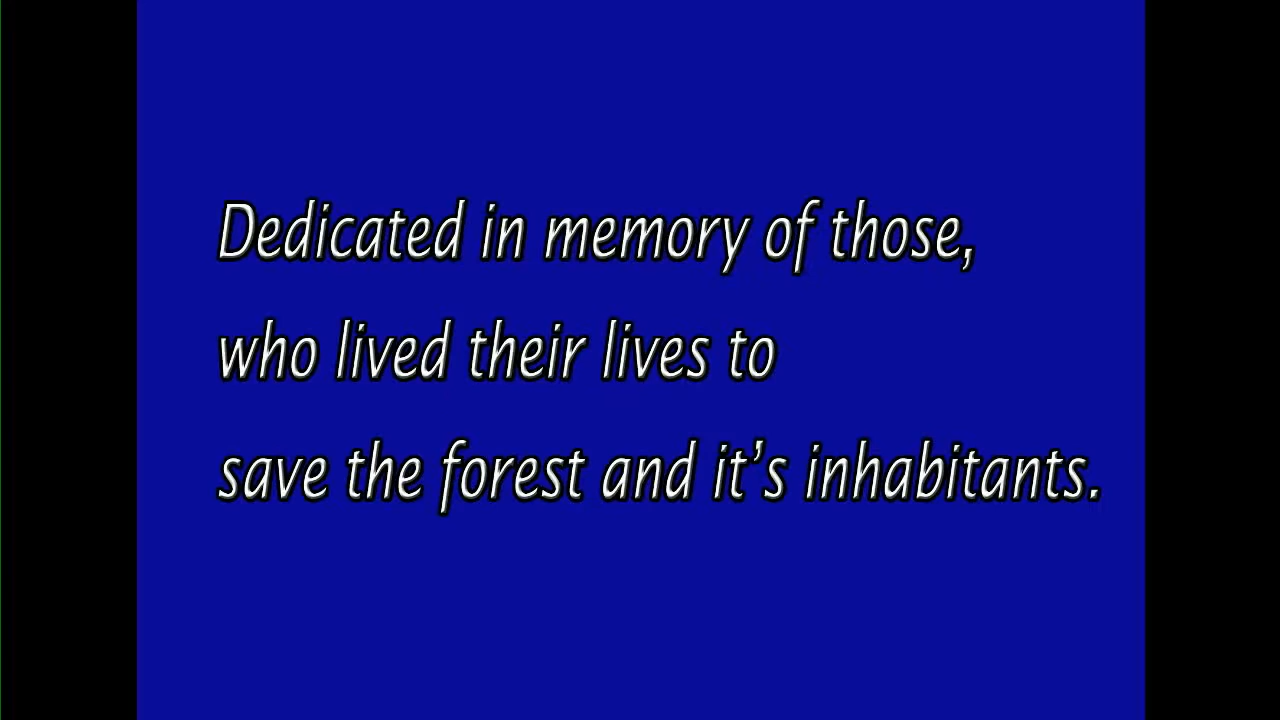 Dedicated in memory of those,
who lived their lives to
save the forest and it’s inhabitants.